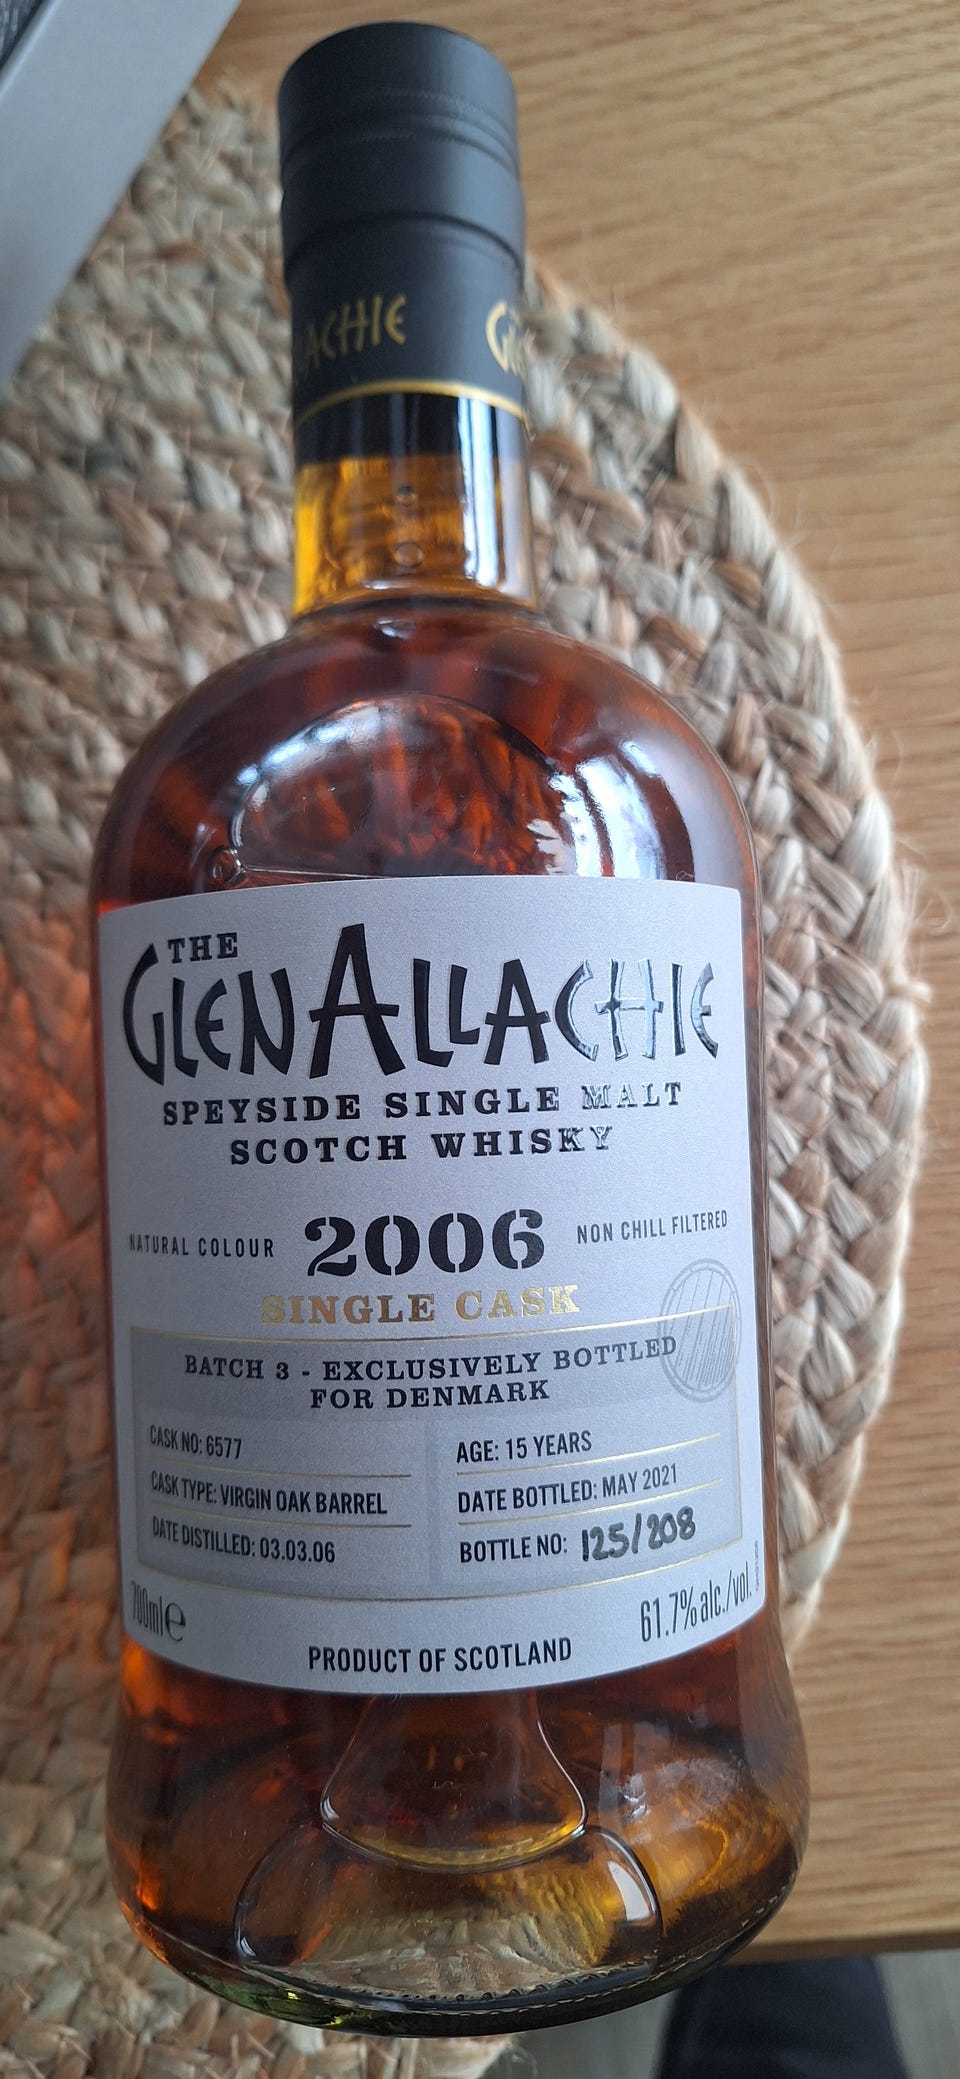 ACHIE
THE
GLENALLACHIE
SPEYSIDE SINGLE MALT
SCOTCH WHISKY
NATURAL COLOUR 2006 NON CHILL FILTERED
SINGLE CASK
BATCH 3 - EXCLUSIVELY BOTTLED
FOR DENMARK
CASK NO: 6577
CASK TYPE: VIRGIN OAK BARREL
DATE DISTILLED: 03.03.06
AGE: 15 YEARS
DATE BOTTLED: MAY 2021
BOTTLE NO: 125/208
700ml e
61.7% alc./vol.
PRODUCT OF SCOTLAND